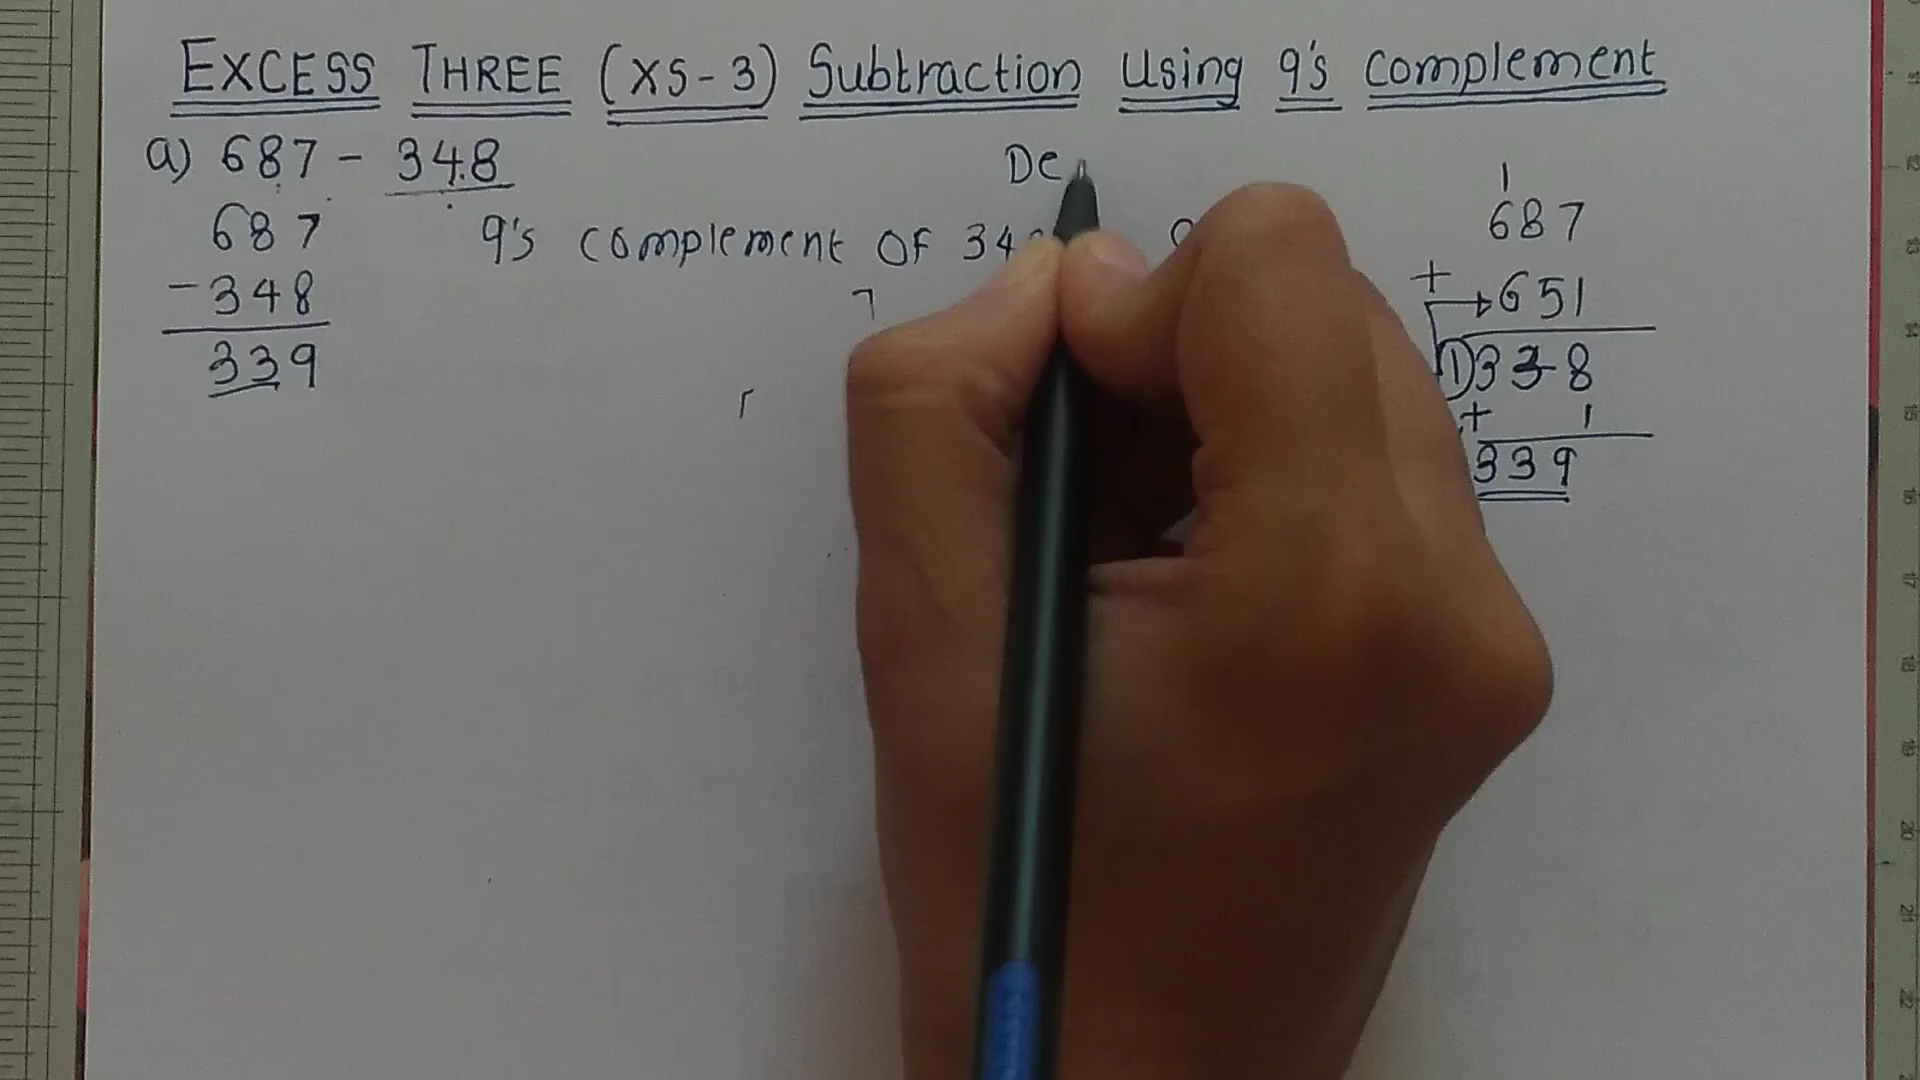 EXCESS THREE (XS-3) Subtraction Using 9's complement
a) 687 - 348
687
-348
339
9's complement OF 34
De
1
687
+
651
1 338
+ 1
339